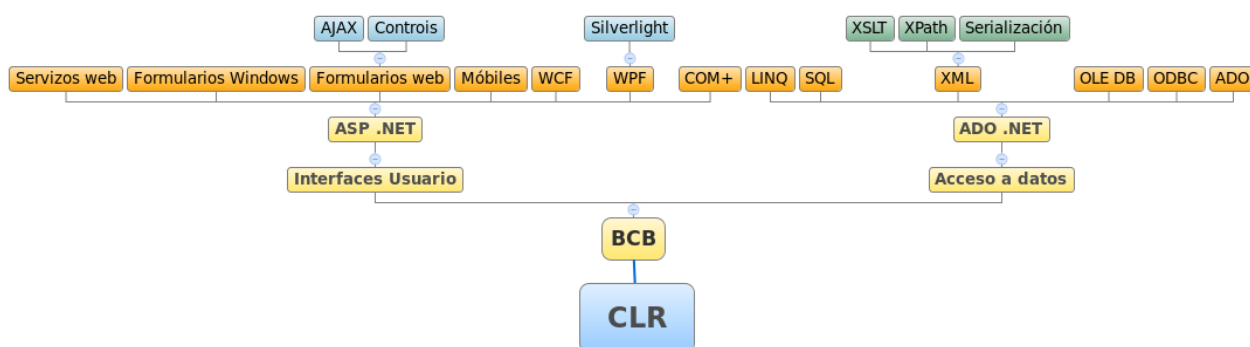 AJAX
Controis
Silverlight
XSLT
XPath
Serialización
Servizos web
Formularios Windows
Formularios web
Móbiles
WCF
WPF
COM+
LINQ
SQL
XML
OLE DB
ODBC
ADO
ASP .NET
ADO .NET
Interfaces Usuario
Acceso a datos
BCB
CLR